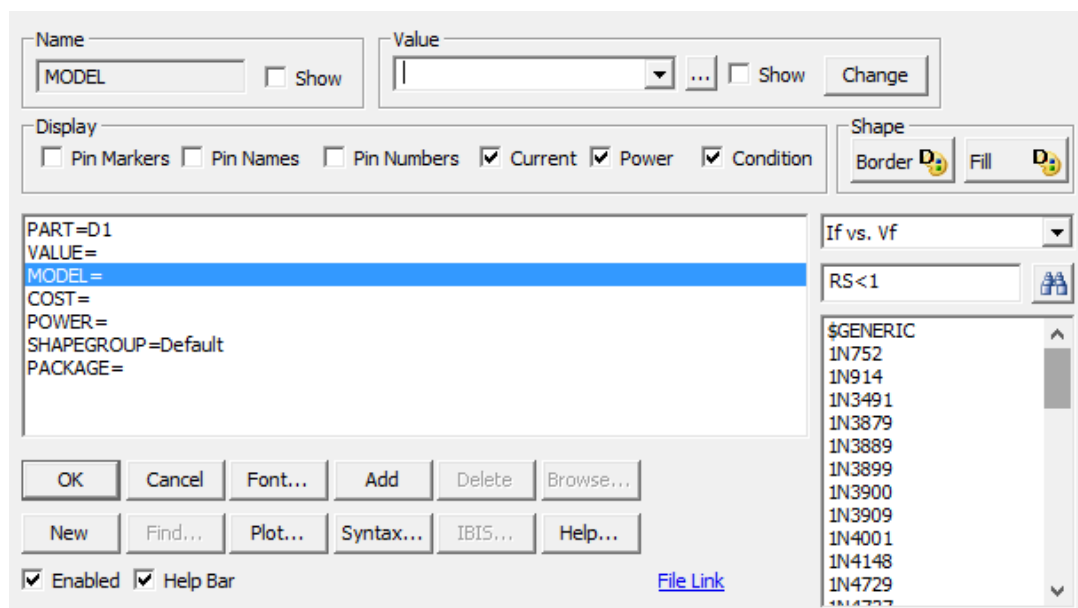 Name
MODEL
Show
Value
...
Show
Change
Display
Pin Markers
Pin Names
Pin Numbers
Current
Power
Condition
Shape
Border
Fill
PART=D1
VALUE=
MODEL=
COST=
POWER=
SHAPEGROUP=Default
PACKAGE=
If vs. Vf
RS<1
$GENERIC
1N752
1N914
1N3491
1N3879
1N3889
1N3899
1N3900
1N3909
1N4001
1N4148
1N4729
OK
Cancel
Font...
Add
Delete
Browse...
New
Find...
Plot...
Syntax...
IBIS...
Help...
Enabled
Help Bar
File Link